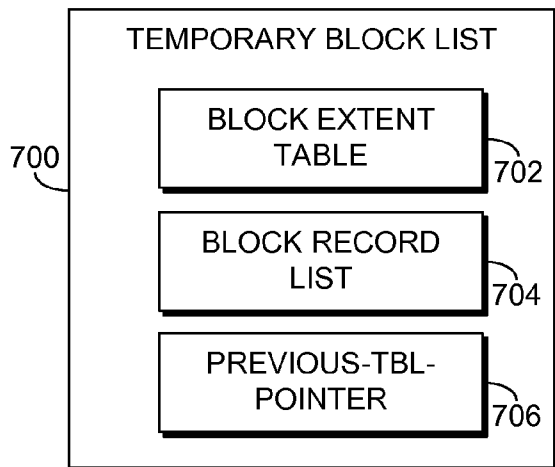 TEMPORARY BLOCK LIST
BLOCK EXTENT
TABLE
700
702
BLOCK RECORD
LIST
704
PREVIOUS-TBL-
POINTER
706